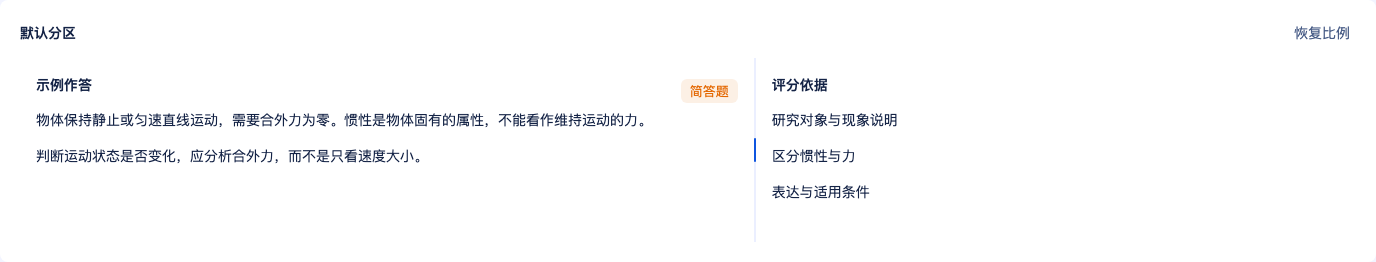 默认分区
恢复比例
示例作答
简答题
物体保持静止或匀速直线运动，需要合外力为零。惯性是物体固有的属性，不能看作维持运动的力。
判断运动状态是否变化，应分析合外力，而不是只看速度大小。
评分依据
研究对象与现象说明
区分惯性与力
表达与适用条件